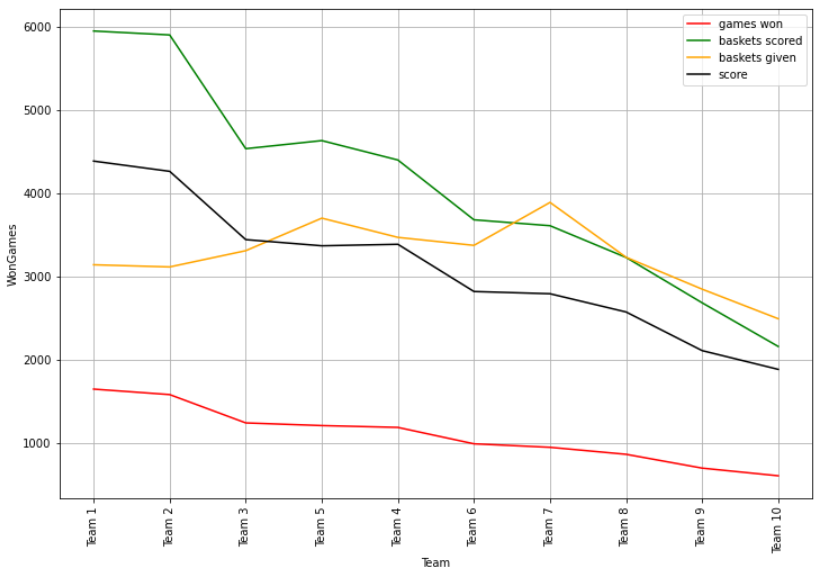 games won
baskets scored
baskets given
score
6000
5000
4000
3000
2000
1000
WonGames
Team 1
Team 2
Team 3
Team 5
Team 4
Team 6
Team 7
Team 8
Team 9
Team 10
Team